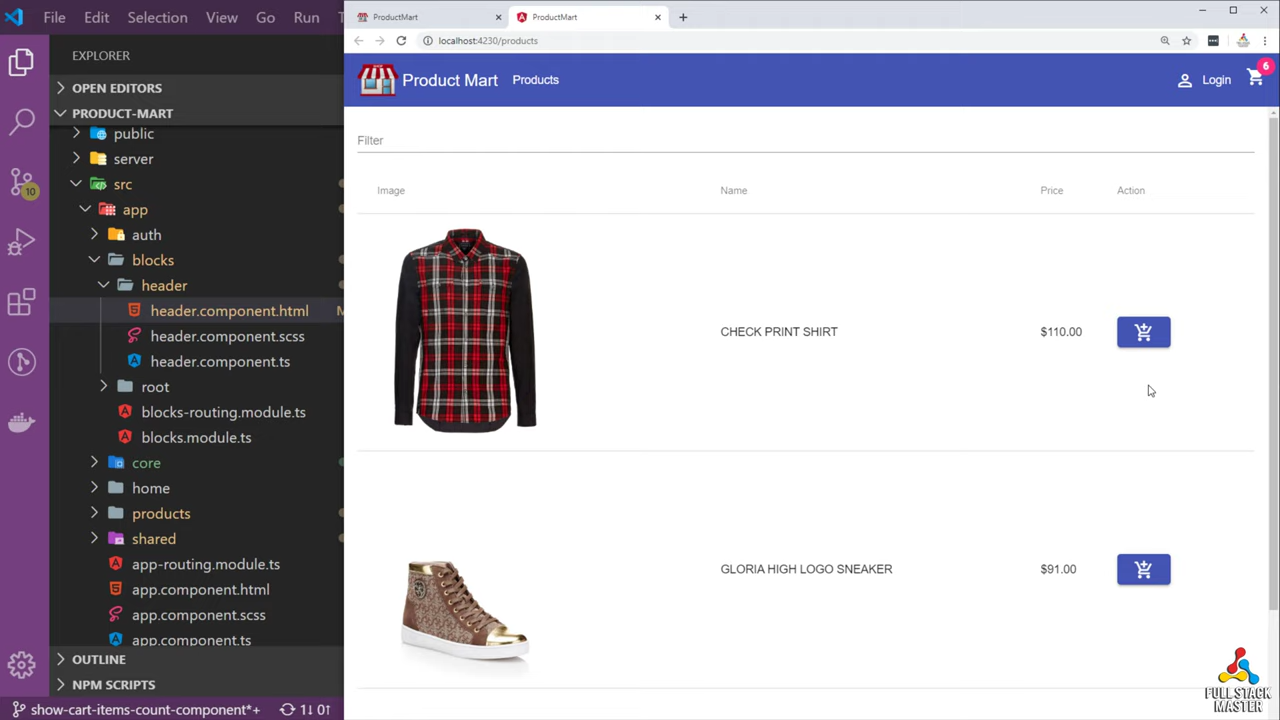 File Edit Selection View Go Run
EXPLORER
OPEN EDITORS
PRODUCT-MART
public
server
src
app
auth
blocks
header
header.component.html
header.component.scss
header.component.ts
root
blocks-routing.module.ts
blocks.module.ts
core
home
products
shared
app-routing.module.ts
app.component.html
app.component.scss
app.component.ts
OUTLINE
NPM SCRIPTS
10
show-cart-items-count-component*+ 1↓ 0↑
ProductMart
ProductMart
localhost:4230/products
SHOP
Product Mart Products Login 6
Filter
Image Name Price Action
CHECK PRINT SHIRT $110.00
GLORIA HIGH LOGO SNEAKER $91.00
FULL STACK
MASTER